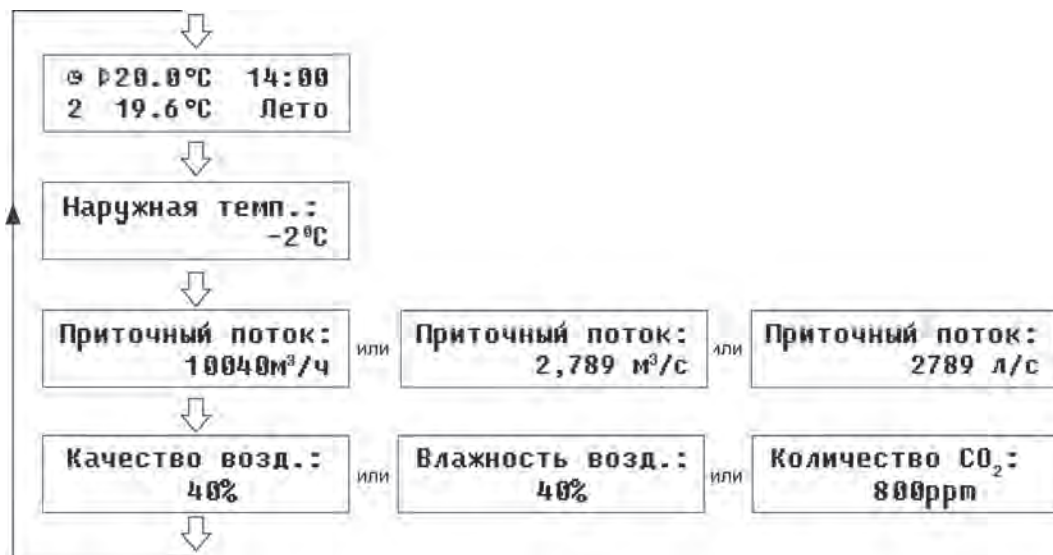 20.0°C 14:00
2 19.6°C Лето
Наружная темп.:
-2°C
Приточный поток:
10040м³/ч
или
Приточный поток:
2,789 м³/с
или
Приточный поток:
2789 л/с
Качество возд.:
40%
или
Влажность возд.:
40%
или
Количество CO₂:
800ppm